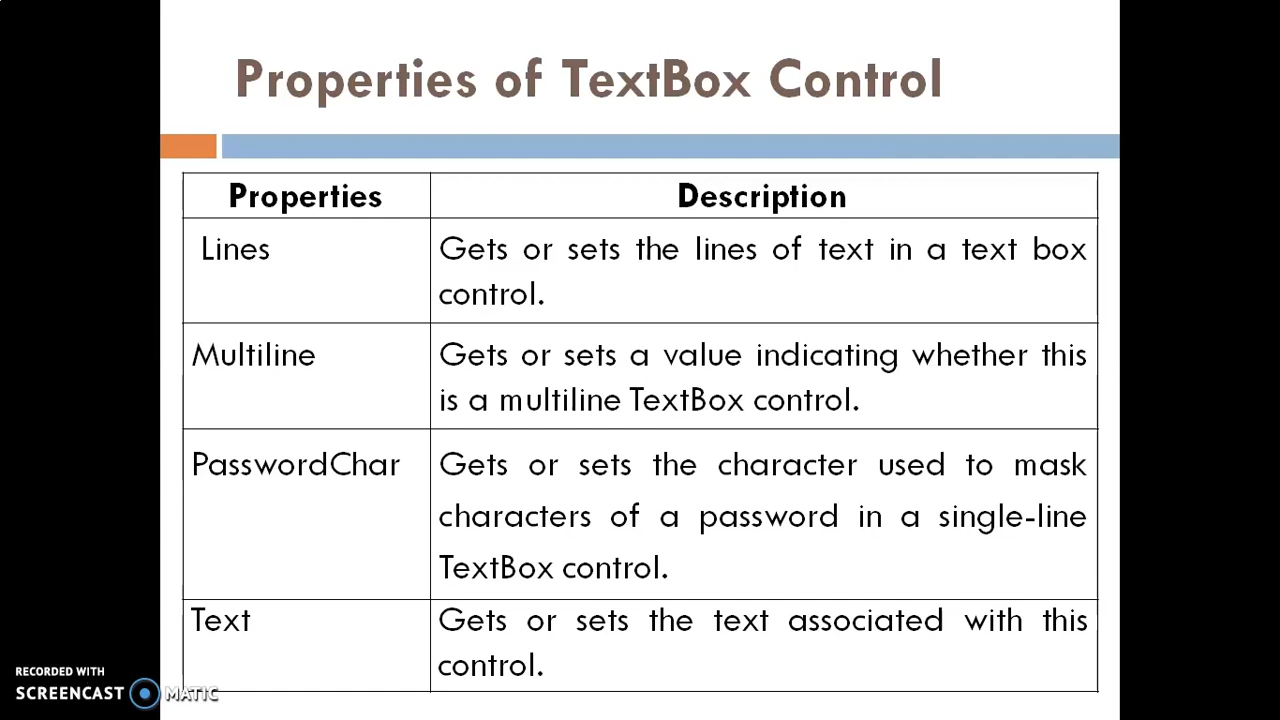 Properties of TextBox Control
Properties Description
Lines Gets or sets the lines of text in a text box
control.
Multiline Gets or sets a value indicating whether this
is a multiline TextBox control.
PasswordChar Gets or sets the character used to mask
characters of a password in a single-line
TextBox control.
Text Gets or sets the text associated with this
control.
RECORDED WITH
SCREENCAST MATIC